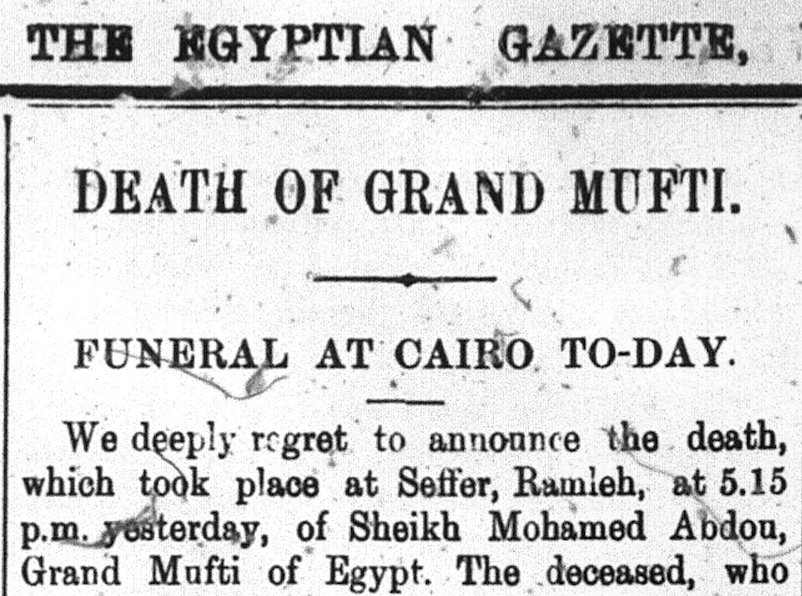 THE EGYPTIAN GAZETTE,
DEATH OF GRAND MUFTI.
FUNERAL AT CAIRO TO-DAY.
We deeply regret to announce the death,
which took place at Seffer, Ramleh, at 5.15
p.m. yesterday, of Sheikh Mohamed Abdou,
Grand Mufti of Egypt. The deceased, who